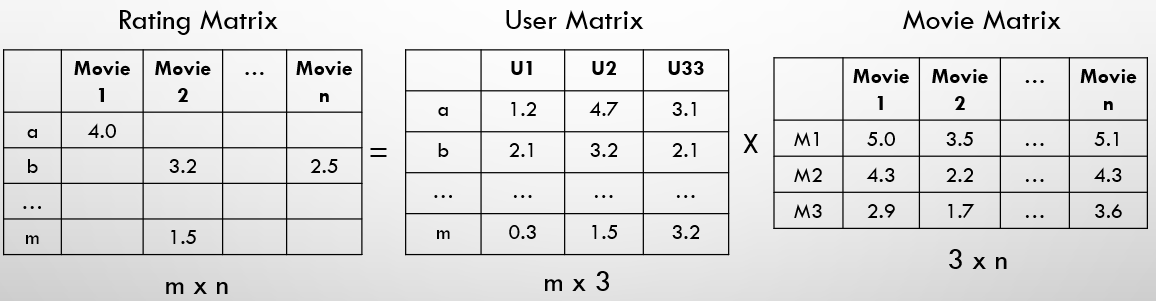 Rating Matrix
Movie 1 Movie 2 ... Movie n
a 4.0
b 3.2 2.5
...
m 1.5
m x n
=
User Matrix
U1 U2 U33
a 1.2 4.7 3.1
b 2.1 3.2 2.1
... ... ... ...
m 0.3 1.5 3.2
m x 3
X
Movie Matrix
Movie 1 Movie 2 ... Movie n
M1 5.0 3.5 ... 5.1
M2 4.3 2.2 ... 4.3
M3 2.9 1.7 ... 3.6
3 x n